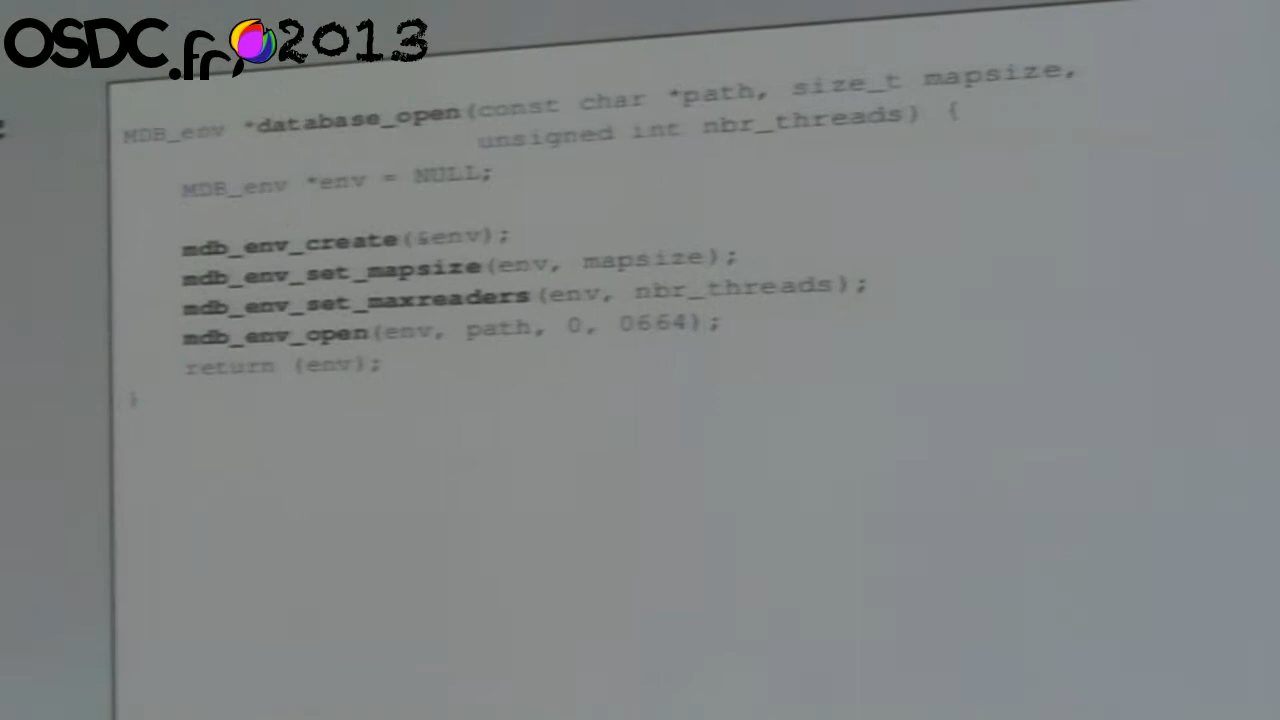 OSDC.fr 2013
MDB_env *database_open(const char *path, size_t mapsize,
unsigned int nbr_threads) {
MDB_env *env = NULL;
mdb_env_create(&env);
mdb_env_set_mapsize(env, mapsize);
mdb_env_set_maxreaders(env, nbr_threads);
mdb_env_open(env, path, 0, 0664);
return (env);
}